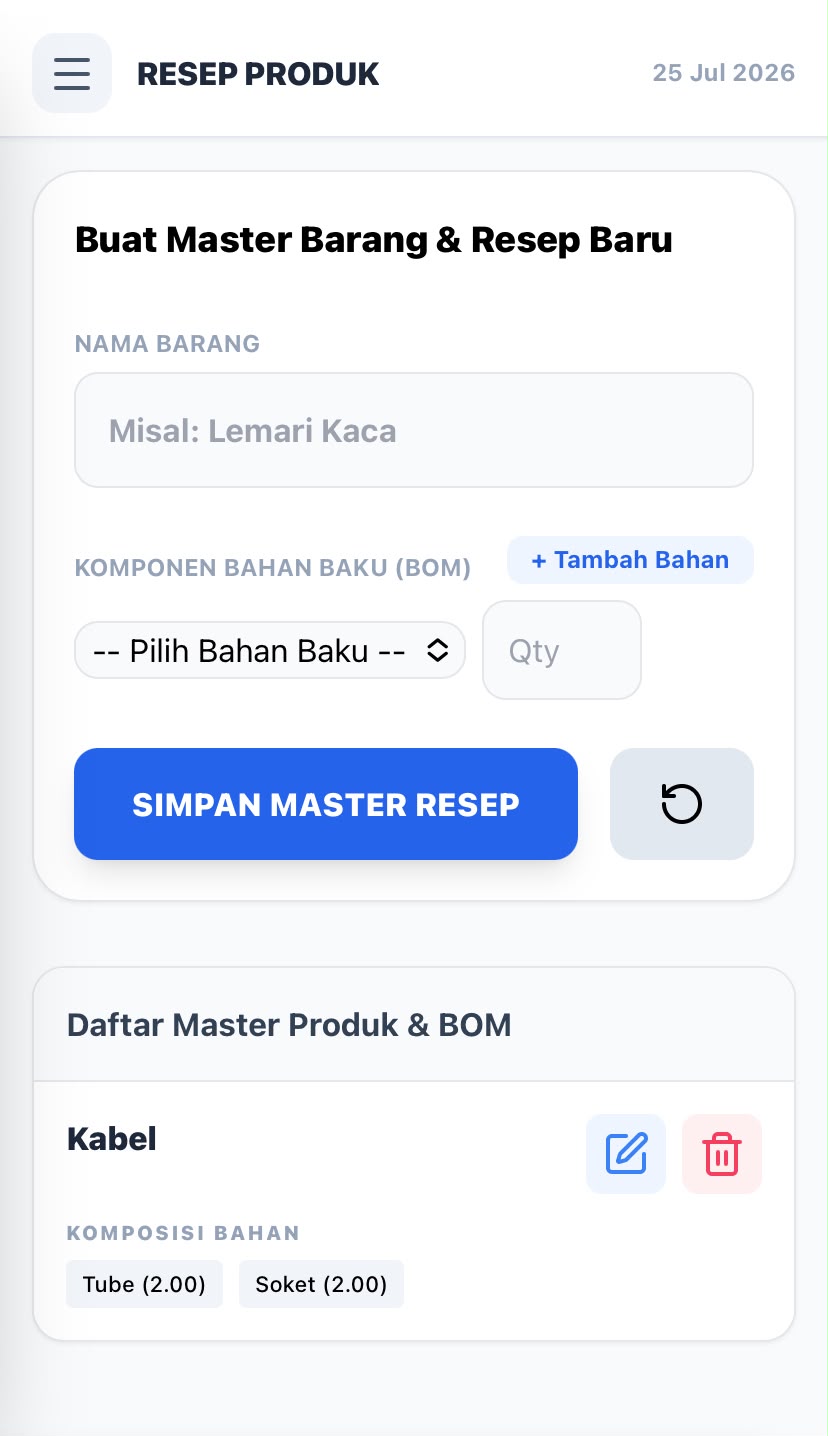 RESEP PRODUK
25 Jul 2026
Buat Master Barang & Resep Baru
NAMA BARANG
Misal: Lemari Kaca
KOMPONEN BAHAN BAKU (BOM)
+ Tambah Bahan
-- Pilih Bahan Baku --
Qty
SIMPAN MASTER RESEP
Daftar Master Produk & BOM
Kabel
KOMPOSISI BAHAN
Tube (2.00)
Soket (2.00)